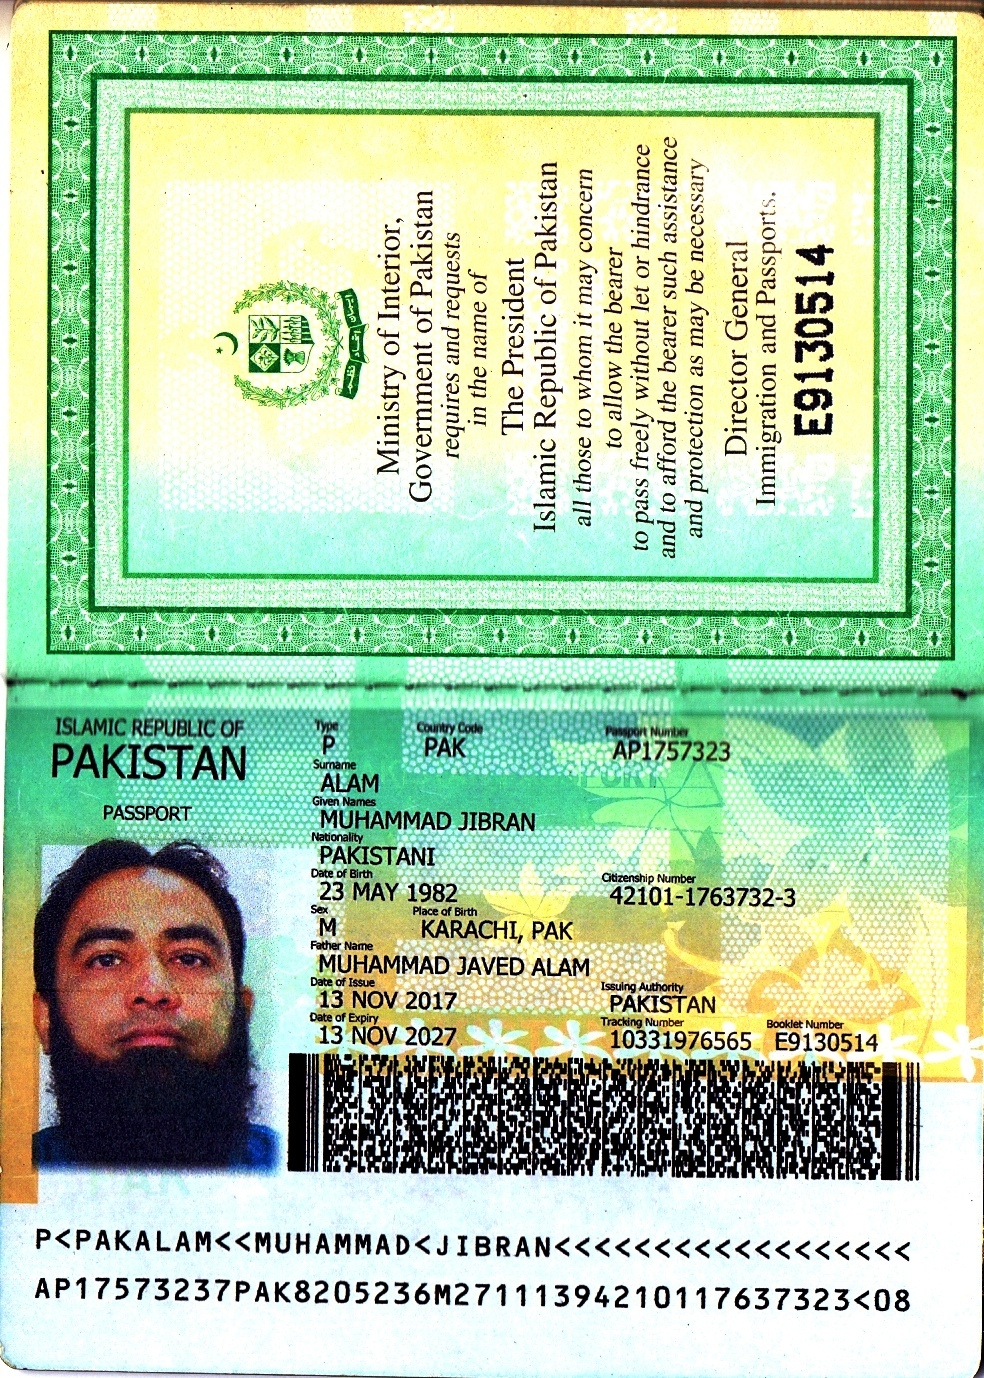 Ministry of Interior,
Government of Pakistan
requires and requests
in the name of
The President
Islamic Republic of Pakistan
all those to whom it may concern
to allow the bearer
to pass freely without let or hindrance
and to afford the bearer such assistance
and protection as may be necessary
Director General
Immigration and Passports.
E9130514
ISLAMIC REPUBLIC OF
PAKISTAN
PASSPORT
Type Country Code Passport Number
P PAK AP1757323
Surname
ALAM
Given Names
MUHAMMAD JIBRAN
Nationality
PAKISTANI
Date of Birth Citizenship Number
23 MAY 1982 42101-1763732-3
Sex Place of Birth
M KARACHI, PAK
Father Name
MUHAMMAD JAVED ALAM
Date of Issue Issuing Authority
13 NOV 2017 PAKISTAN
Date of Expiry Tracking Number Booklet Number
13 NOV 2027 10331976565 E9130514
P<PAKALAM<<MUHAMMAD<JIBRAN<<<<<<<<<<<<<<<<<<
AP17573237PAK8205236M27111394210117637323<08